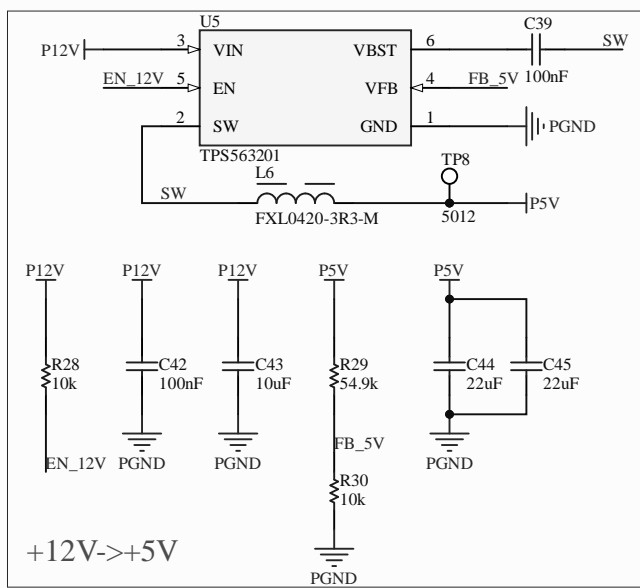 U5
C39
P12V 3 VIN VBST 6 SW
100nF
EN_12V 5 EN VFB 4 FB_5V
2 SW GND 1 PGND
TPS563201
L6
TP8
SW
P5V
FXL0420-3R3-M
5012
P12V P12V P12V P5V P5V
R28 C42 C43 R29 C44 C45
10k 100nF 10uF 54.9k 22uF 22uF
FB_5V
EN_12V PGND PGND PGND
R30
10k
+12V->+5V
PGND